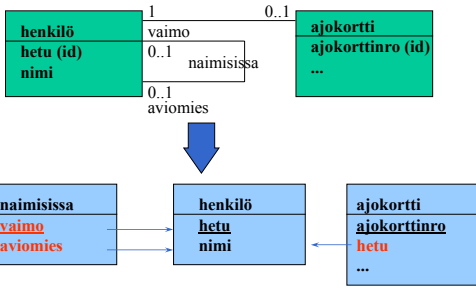 1
0..1
henkilö
hetu (id)
nimi
vaimo
0..1
naimisissa
0..1
aviomies
ajokortti
ajokorttinro (id)
...
naimisissa
vaimo
aviomies
henkilö
hetu
nimi
ajokortti
ajokorttinro
hetu
...